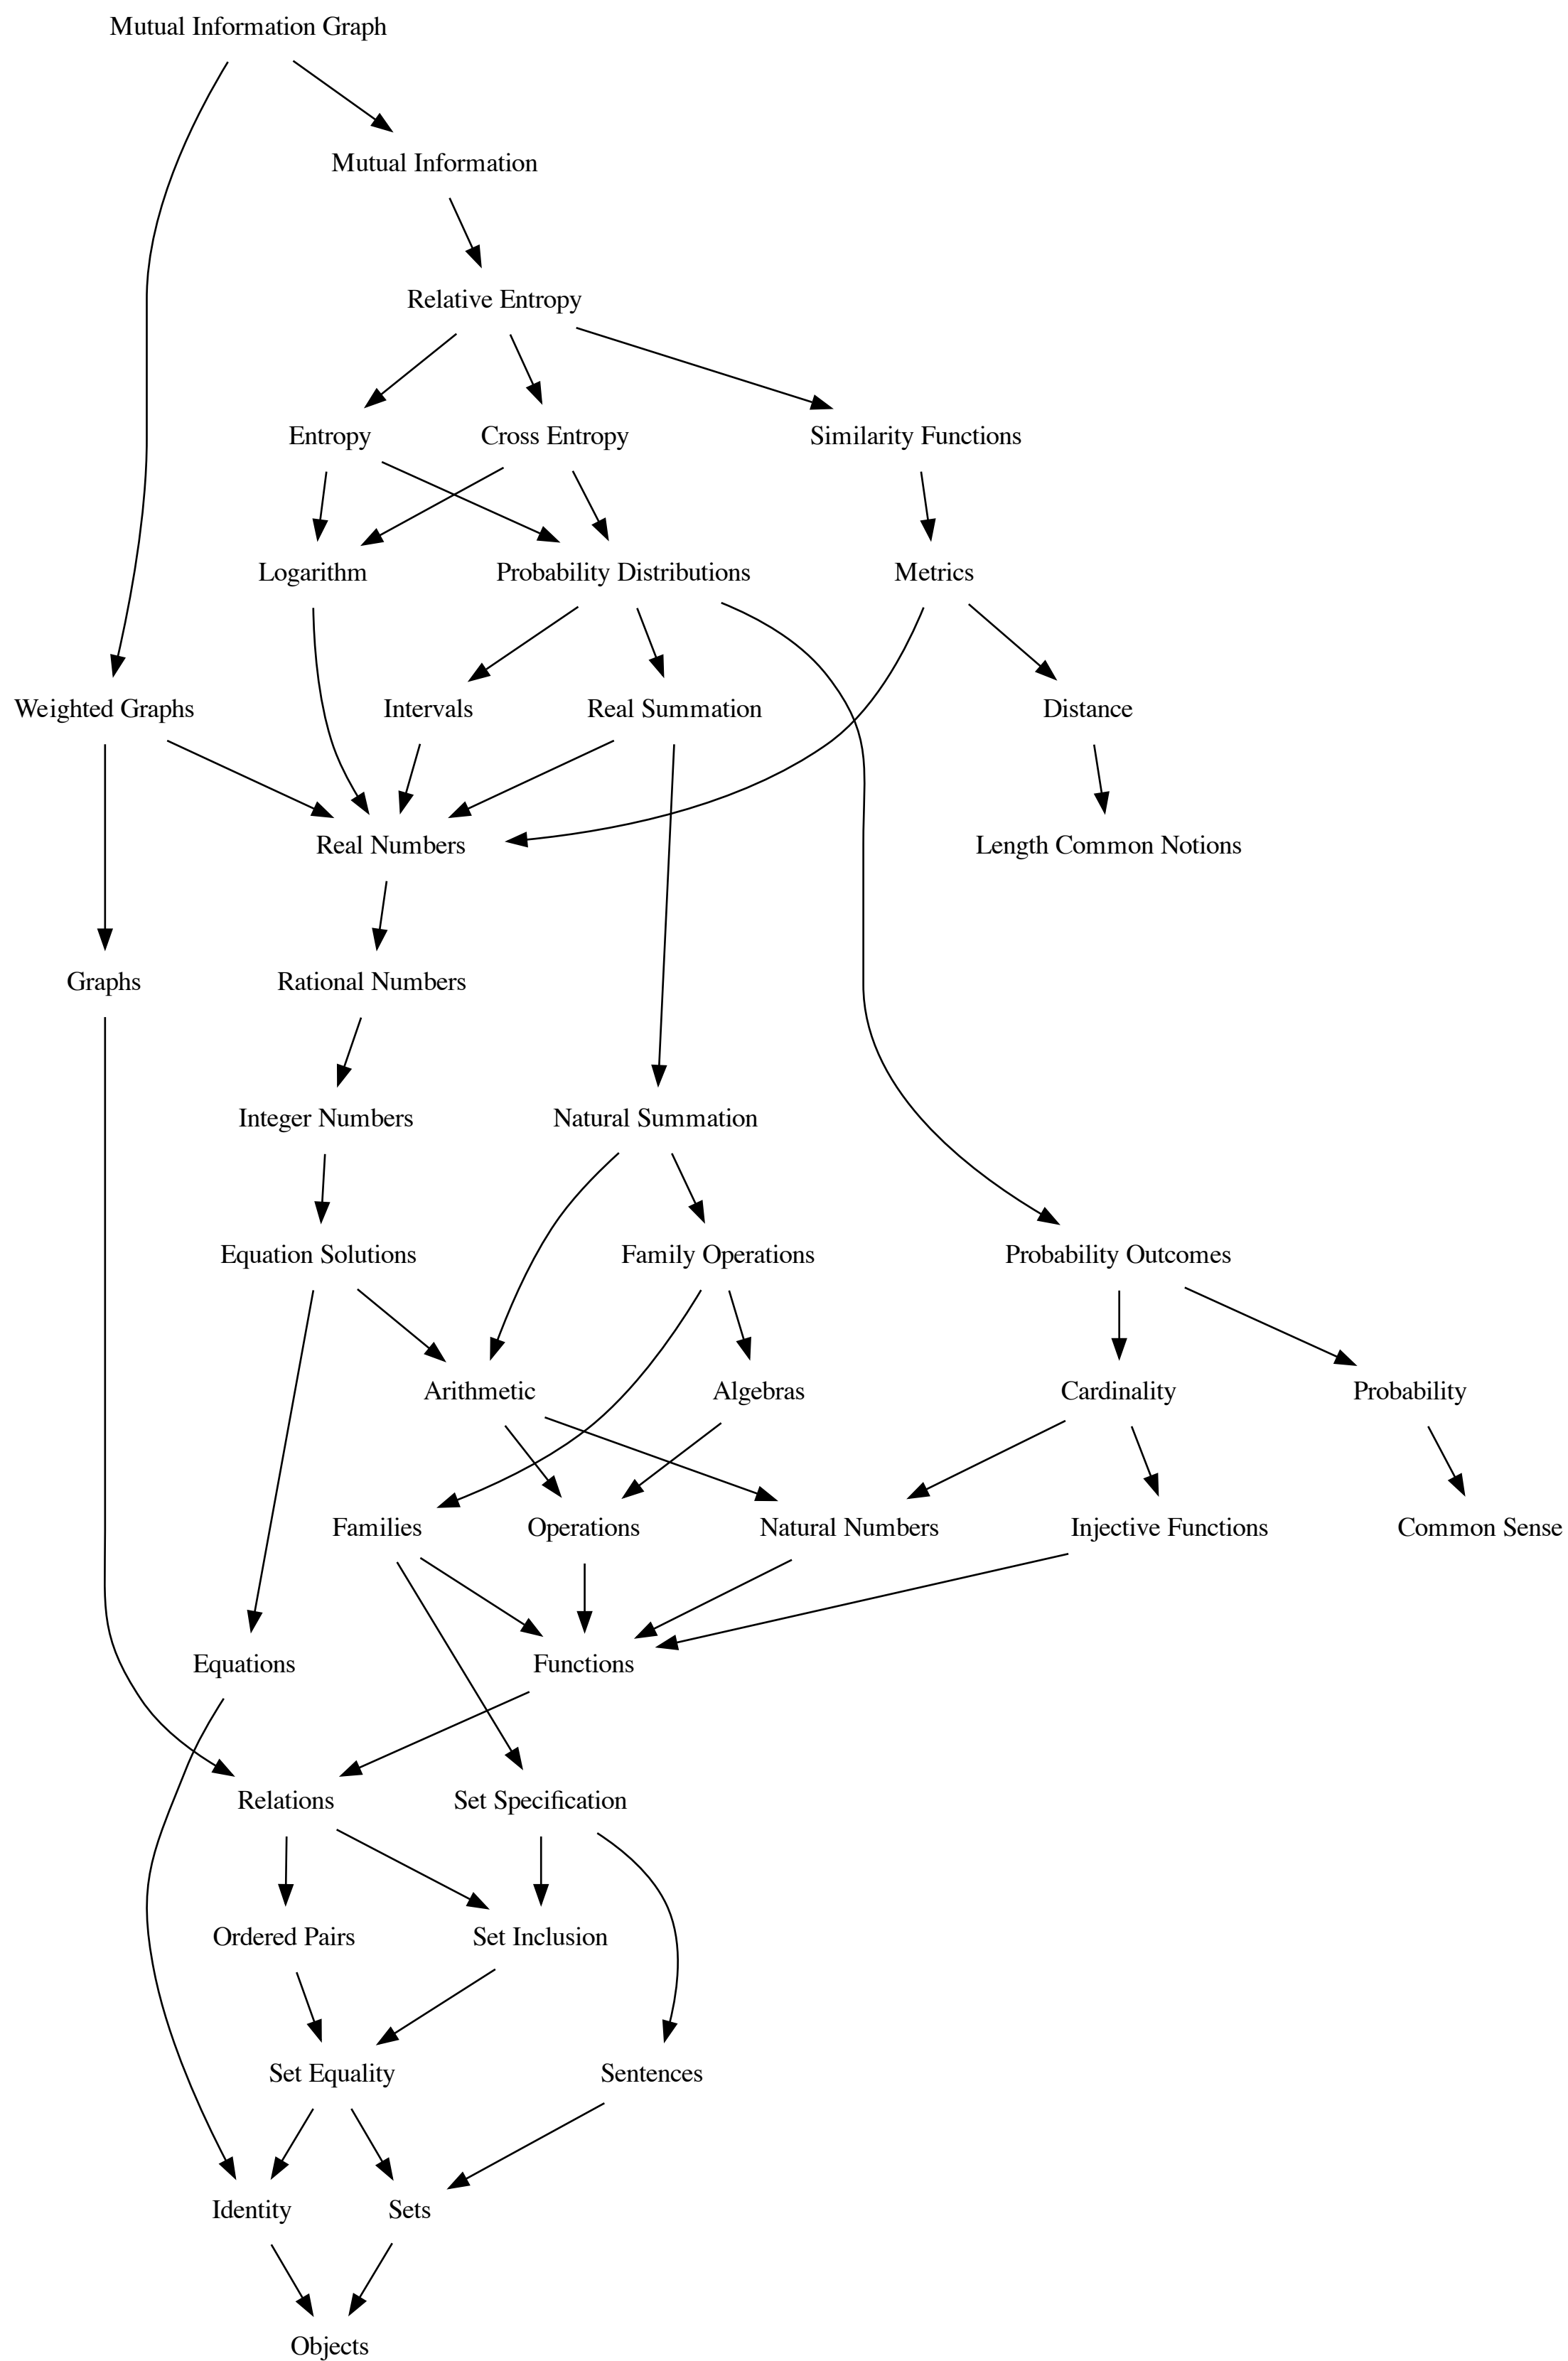 Mutual Information Graph
Mutual Information
Relative Entropy
Entropy
Cross Entropy
Similarity Functions
Logarithm
Probability Distributions
Metrics
Weighted Graphs
Intervals
Real Summation
Distance
Real Numbers
Length Common Notions
Graphs
Rational Numbers
Integer Numbers
Natural Summation
Equation Solutions
Family Operations
Probability Outcomes
Arithmetic
Algebras
Cardinality
Probability
Families
Operations
Natural Numbers
Injective Functions
Common Sense
Equations
Functions
Relations
Set Specification
Ordered Pairs
Set Inclusion
Set Equality
Sentences
Identity
Sets
Objects